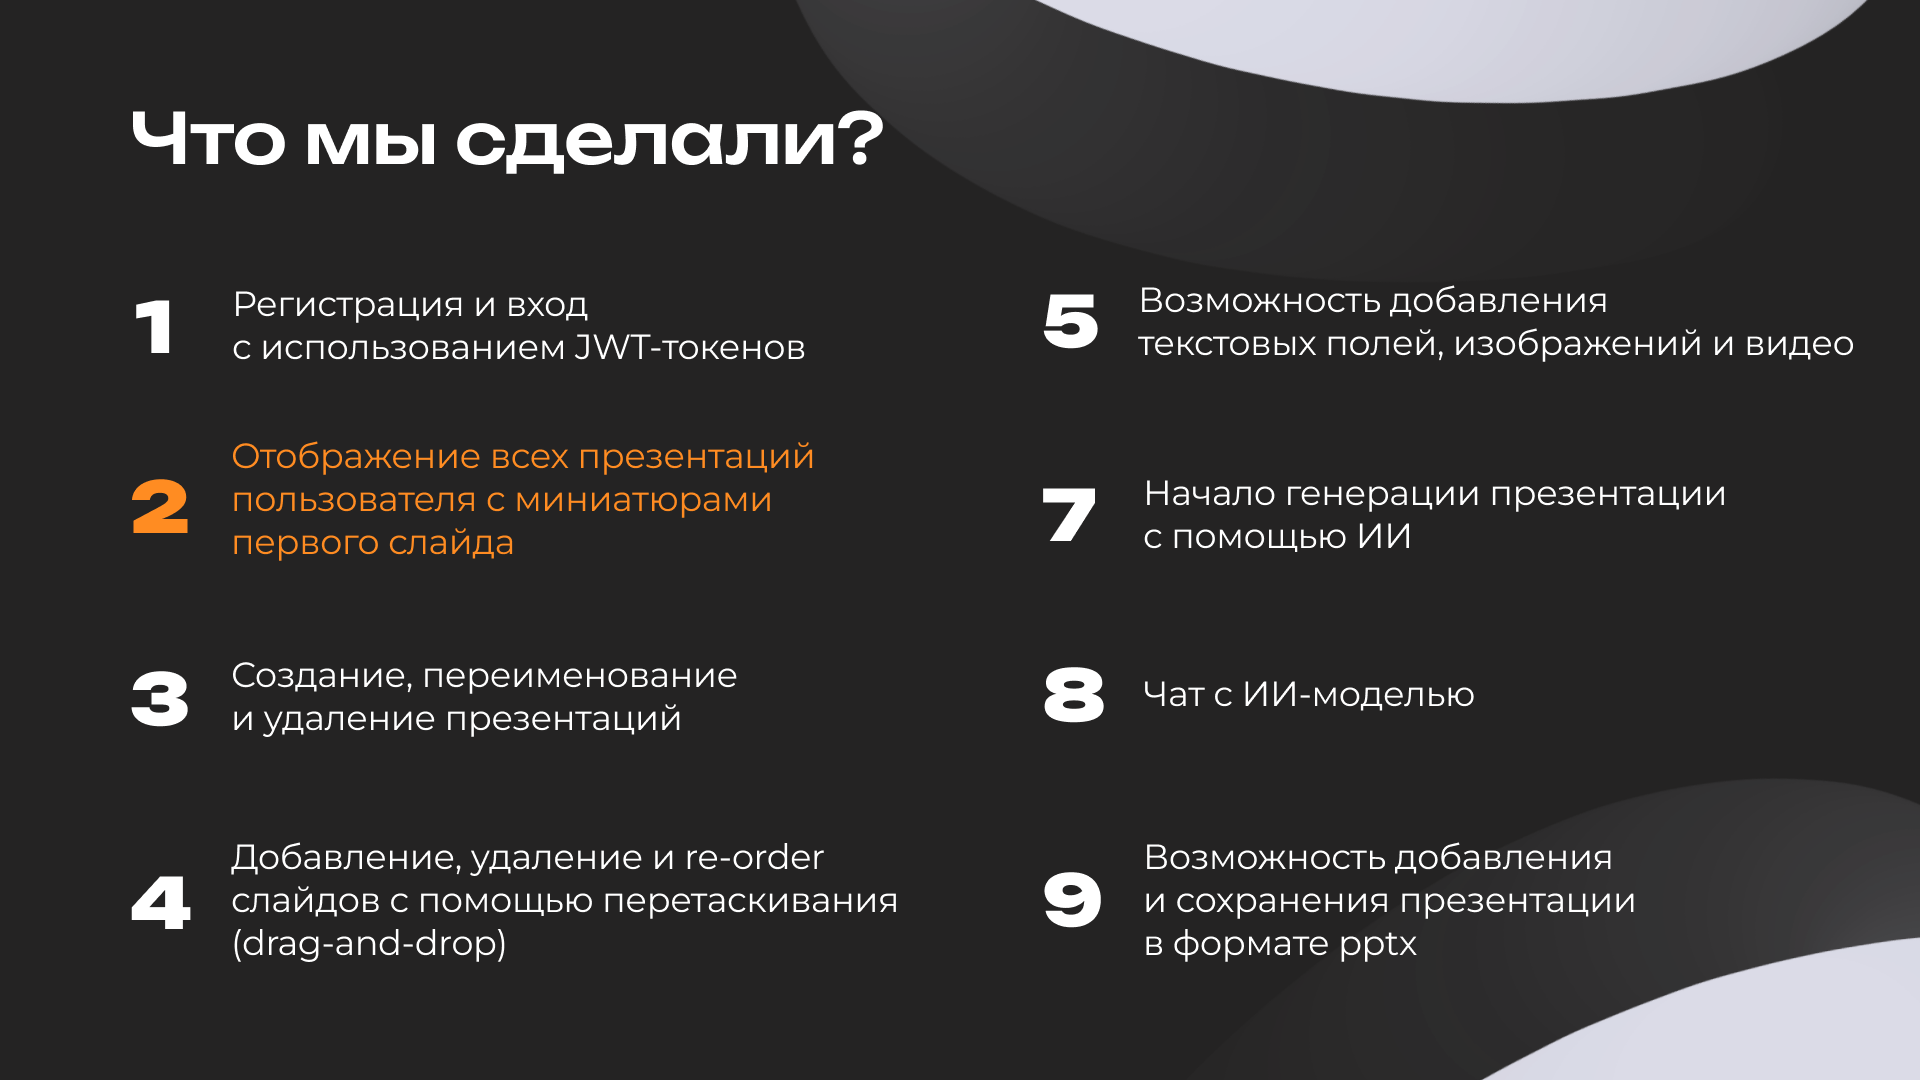 Что мы сделали?
1
Регистрация и вход
с использованием JWT-токенов
2
Отображение всех презентаций
пользователя с миниатюрами
первого слайда
3
Создание, переименование
и удаление презентаций
4
Добавление, удаление и re-order
слайдов с помощью перетаскивания
(drag-and-drop)
5
Возможность добавления
текстовых полей, изображений и видео
7
Начало генерации презентации
с помощью ИИ
8
Чат с ИИ-моделью
9
Возможность добавления
и сохранения презентации
в формате pptx